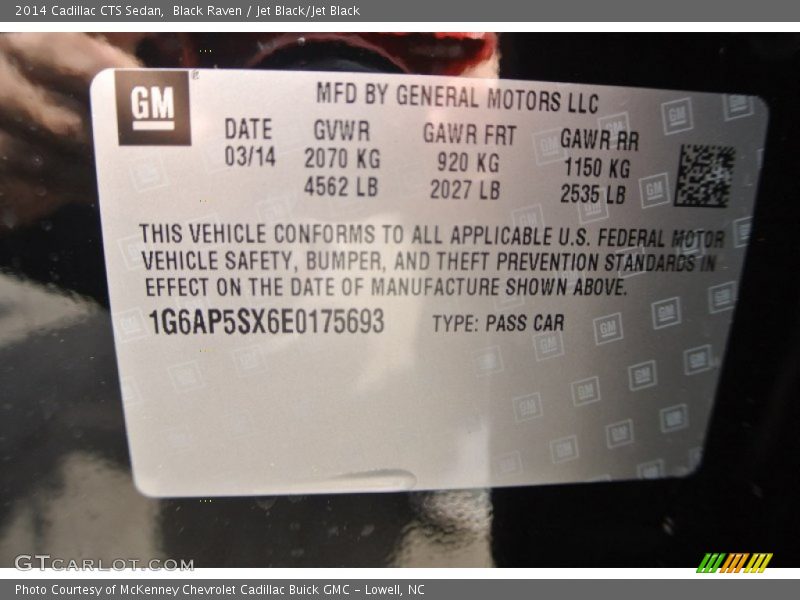 2014 Cadillac CTS Sedan, Black Raven / Jet Black/Jet Black
GM
MFD BY GENERAL MOTORS LLC
DATE GVWR GAWR FRT GAWR RR
03/14 2070 KG 920 KG 1150 KG
4562 LB 2027 LB 2535 LB
THIS VEHICLE CONFORMS TO ALL APPLICABLE U.S. FEDERAL MOTOR
VEHICLE SAFETY, BUMPER, AND THEFT PREVENTION STANDARDS IN
EFFECT ON THE DATE OF MANUFACTURE SHOWN ABOVE.
1G6AP5SX6E0175693 TYPE: PASS CAR
GTCARLOT.COM
Photo Courtesy of McKenney Chevrolet Cadillac Buick GMC - Lowell, NC